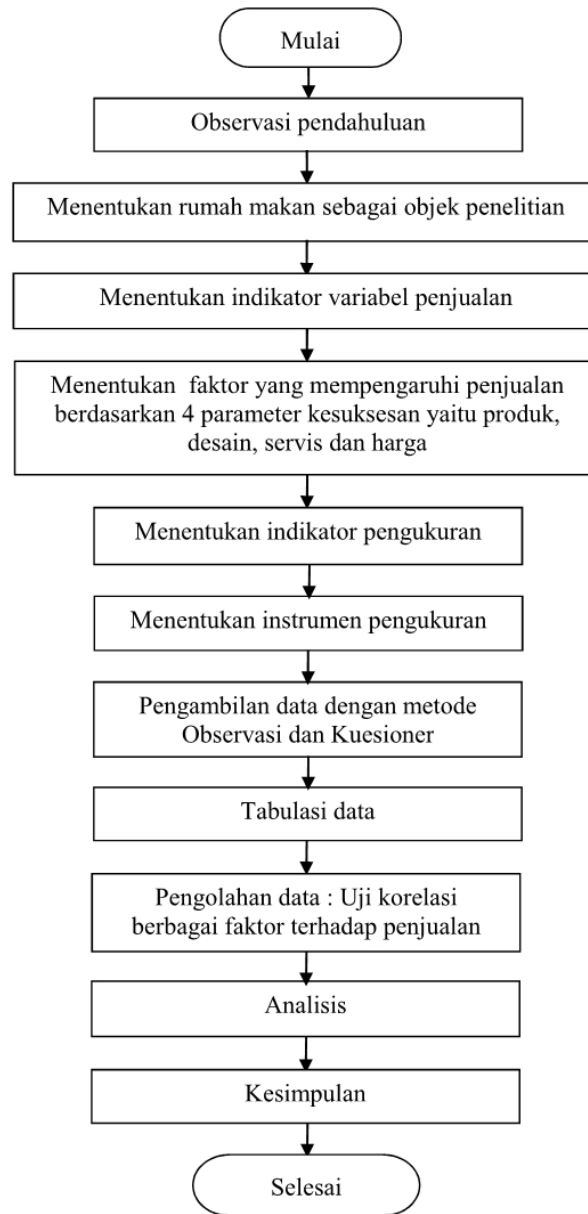 Mulai
Observasi pendahuluan
Menentukan rumah makan sebagai objek penelitian
Menentukan indikator variabel penjualan
Menentukan faktor yang mempengaruhi penjualan
berdasarkan 4 parameter kesuksesan yaitu produk,
desain, servis dan harga
Menentukan indikator pengukuran
Menentukan instrumen pengukuran
Pengambilan data dengan metode
Observasi dan Kuesioner
Tabulasi data
Pengolahan data : Uji korelasi
berbagai faktor terhadap penjualan
Analisis
Kesimpulan
Selesai